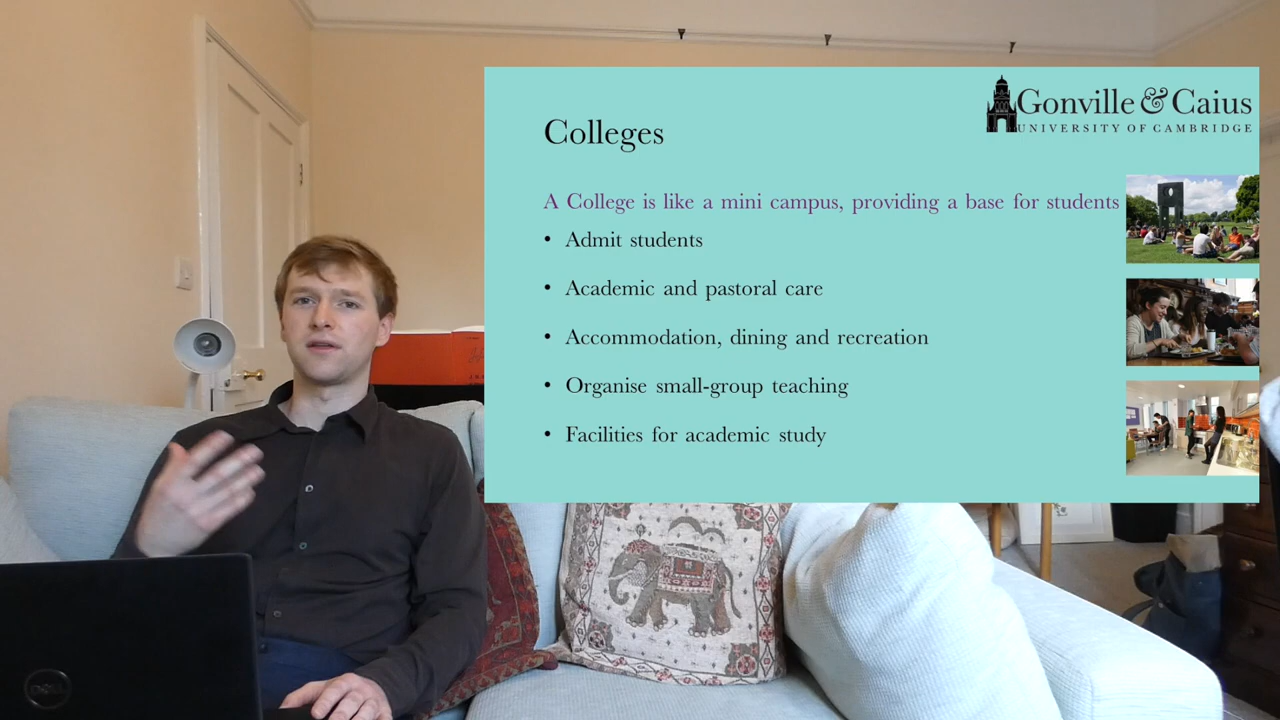 Gonville & Caius
UNIVERSITY OF CAMBRIDGE
Colleges
A College is like a mini campus, providing a base for students
• Admit students
• Academic and pastoral care
• Accommodation, dining and recreation
• Organise small-group teaching
• Facilities for academic study
DELL